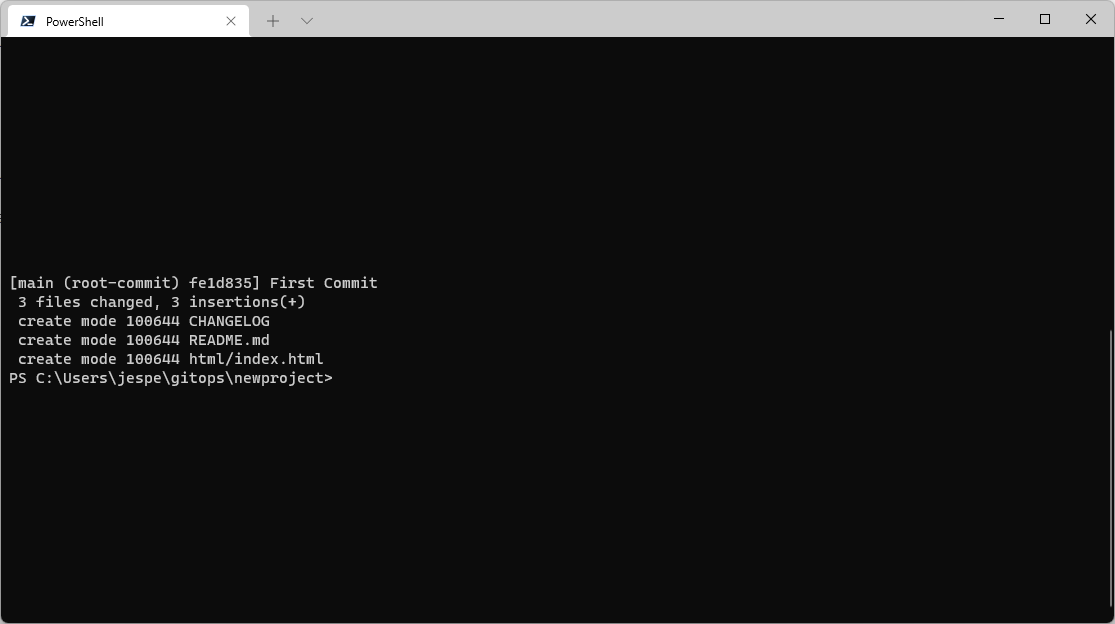 PowerShell
[main (root-commit) fe1d835] First Commit
 3 files changed, 3 insertions(+)
 create mode 100644 CHANGELOG
 create mode 100644 README.md
 create mode 100644 html/index.html
PS C:\Users\jespe\gitops\newproject>